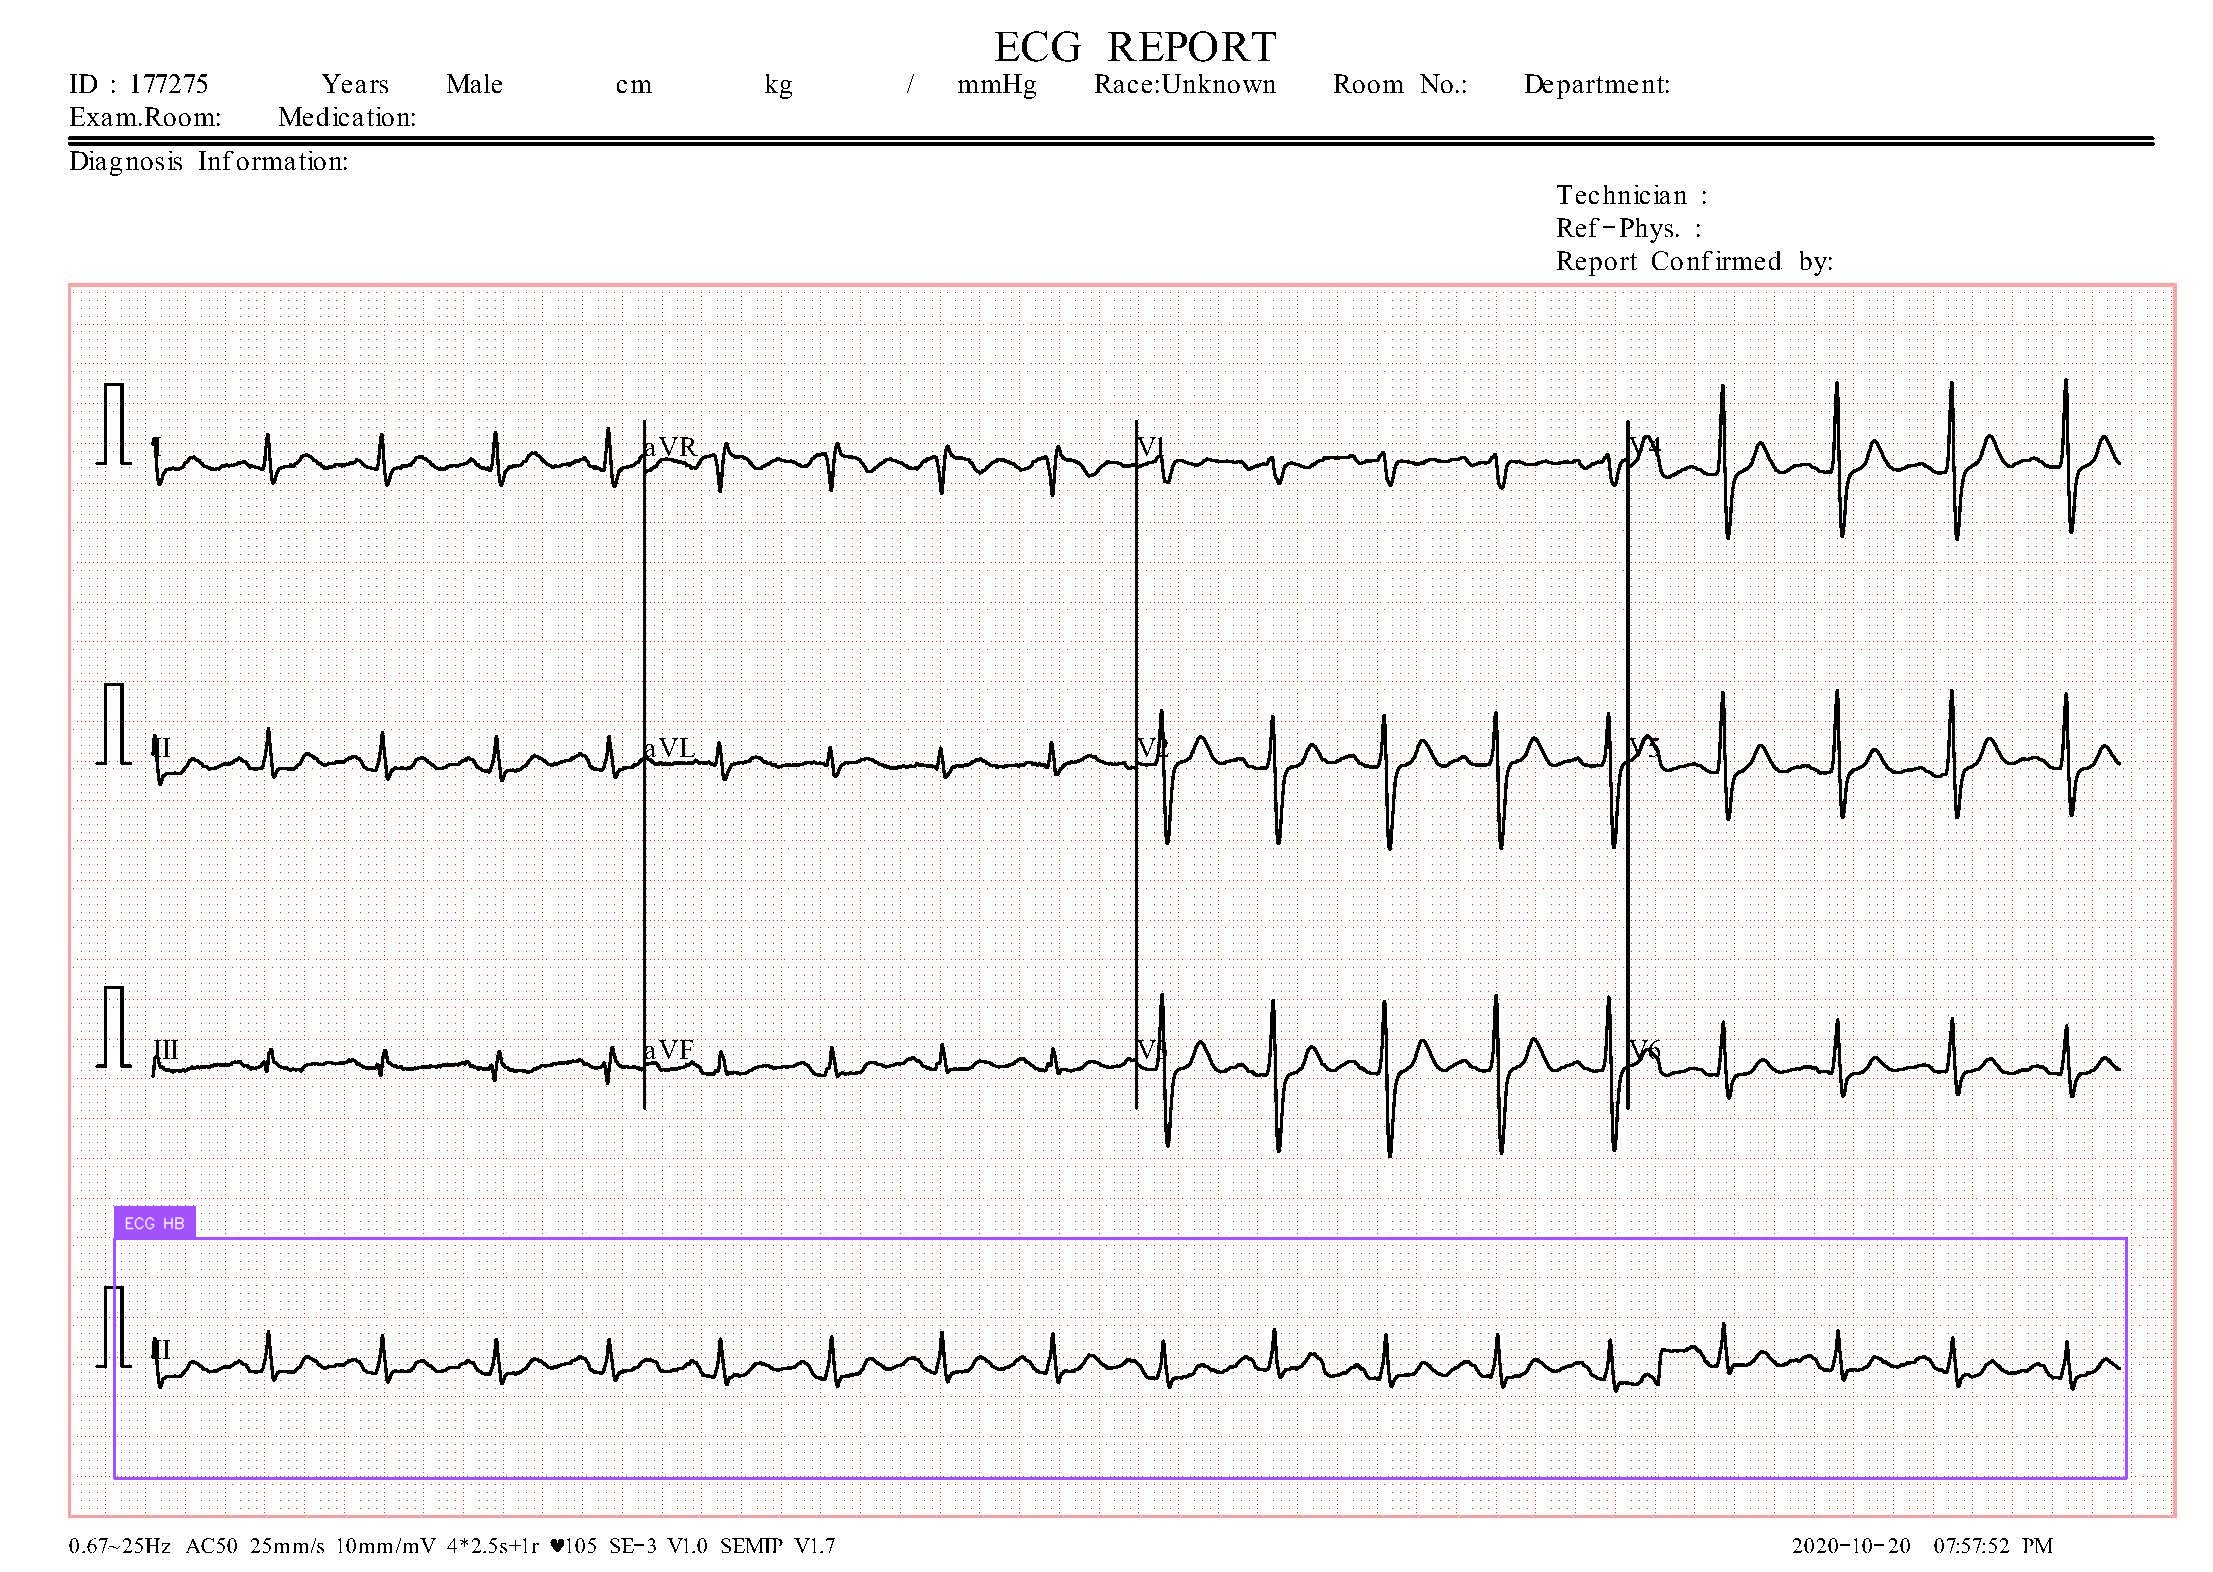 ECG REPORT
ID : 177275 Years Male cm kg / mmHg Race:Unknown Room No.: Department:
Exam.Room: Medication:
Diagnosis Information:
Technician :
Ref-Phys. :
Report Confirmed by:
I aVR V1 V4
II aVL V2 V5
III aVF V3 V6
ECG HB
II
0.67~25Hz AC50 25mm/s 10mm/mV 4*2.5s+1r ♥105 SE-3 V1.0 SEMIP V1.7
2020-10-20 07:57:52 PM